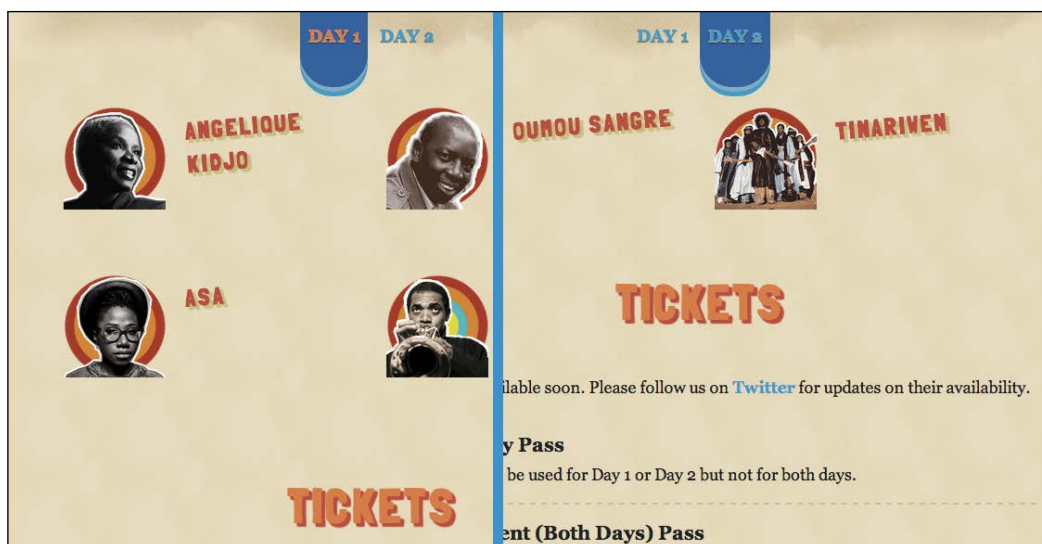 DAY 1 DAY 2
ANGELIQUE
KIDJO
ASA
TICKETS
DAY 1 DAY 2
OUMOU SANGRE
TINARIVEN
TICKETS
ilable soon. Please follow us on Twitter for updates on their availability.
y Pass
be used for Day 1 or Day 2 but not for both days.
ent (Both Days) Pass